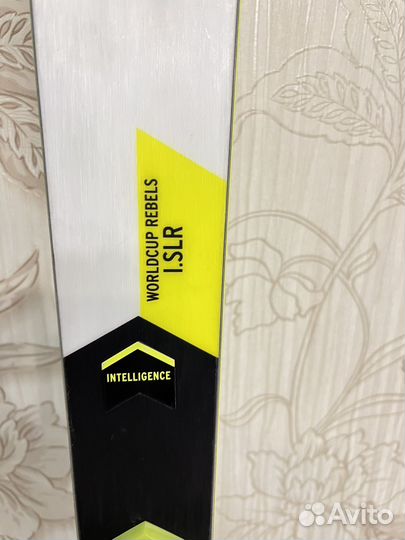 WORLDCUP REBELS
I.SLR
INTELLIGENCE
Avito